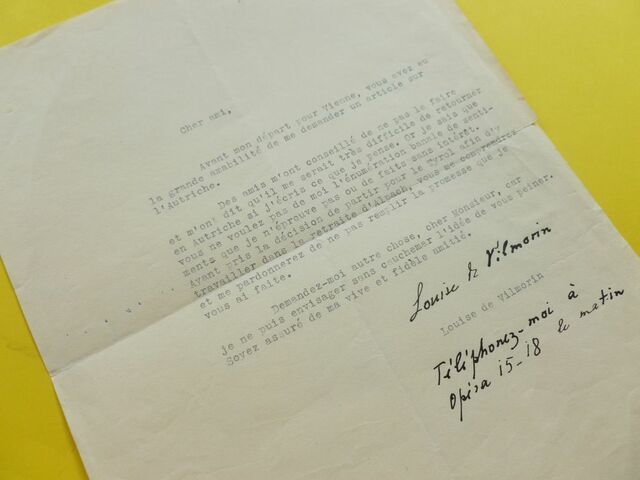 Cher ami,
Avant mon départ pour Vienne, vous avez eu
la grande amabilité de me demander un article sur
l'Autriche.
Des amis m'ont conseillé de ne pas le faire
et m'ont dit qu'il me serait très difficile de retourner
en Autriche si j'écris ce que je pense. Or je sais que
vous ne voulez pas de moi l'énumération banale de senti-
ments que je n'éprouve pas ou de faits sans intérêt.
Ayant pris la décision de partir pour le Tyrol afin d'y
travailler dans la retraite d'Alpach, vous me comprendrez
et me pardonnerez de ne pas remplir la promesse que je
vous ai faite.
Demandez-moi autre chose, cher Monsieur, car
je ne puis envisager sans cauchemar l'idée de vous peiner.
Soyez assuré de ma vive et fidèle amitié.
Louise de Vilmorin
Louise de Vilmorin
Téléphonez-moi à
Opéra 15-18 le matin